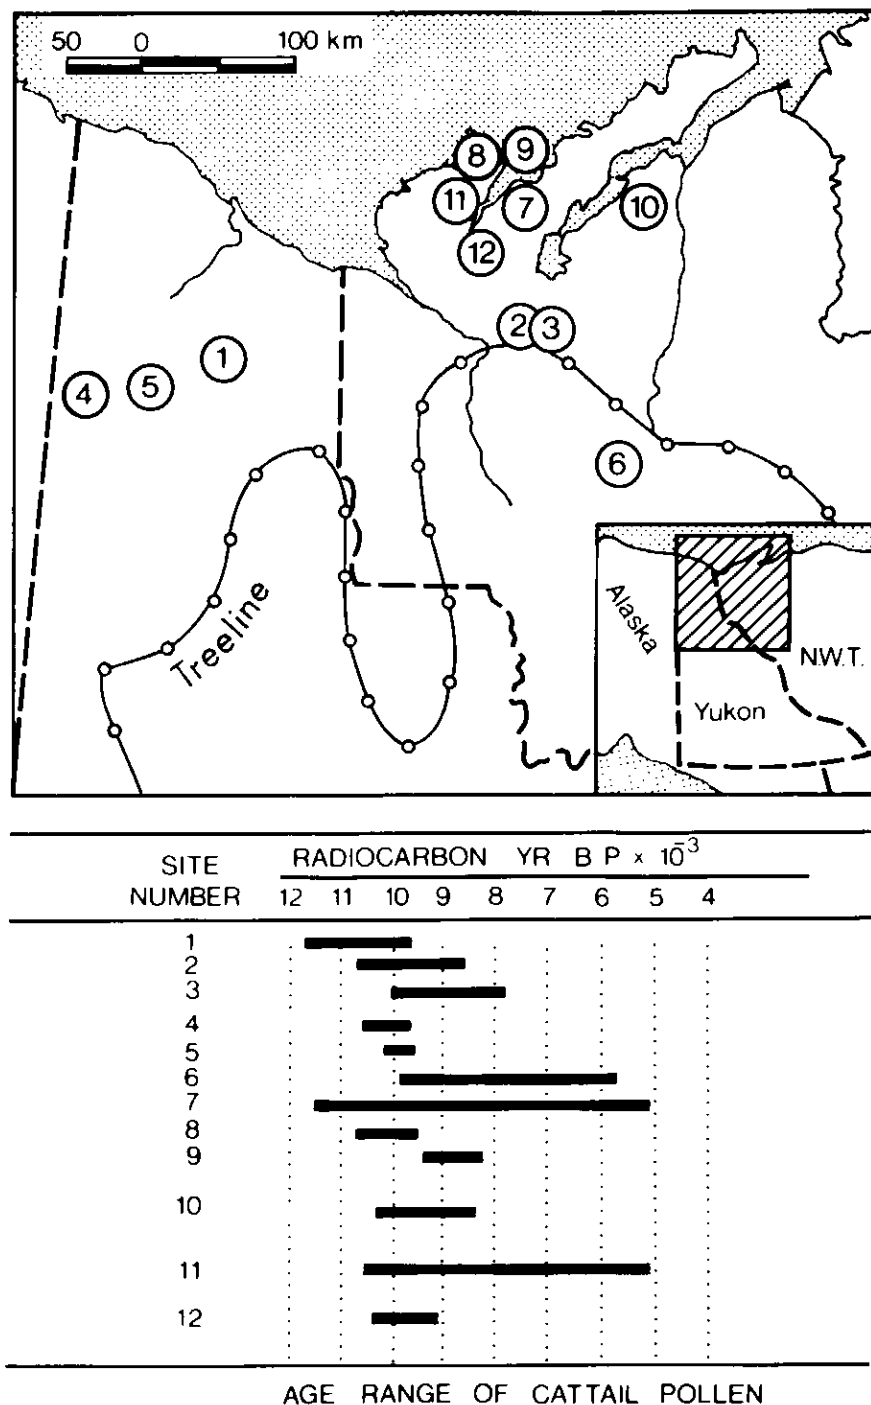 50 0 100 km
8 9
11 7 10
12
2 3
1
4 5
6
Treeline
Alaska
N.W.T.
Yukon
SITE NUMBER
RADIOCARBON YR B P × 10⁻³
12 11 10 9 8 7 6 5 4
1
2
3
4
5
6
7
8
9
10
11
12
AGE RANGE OF CATTAIL POLLEN